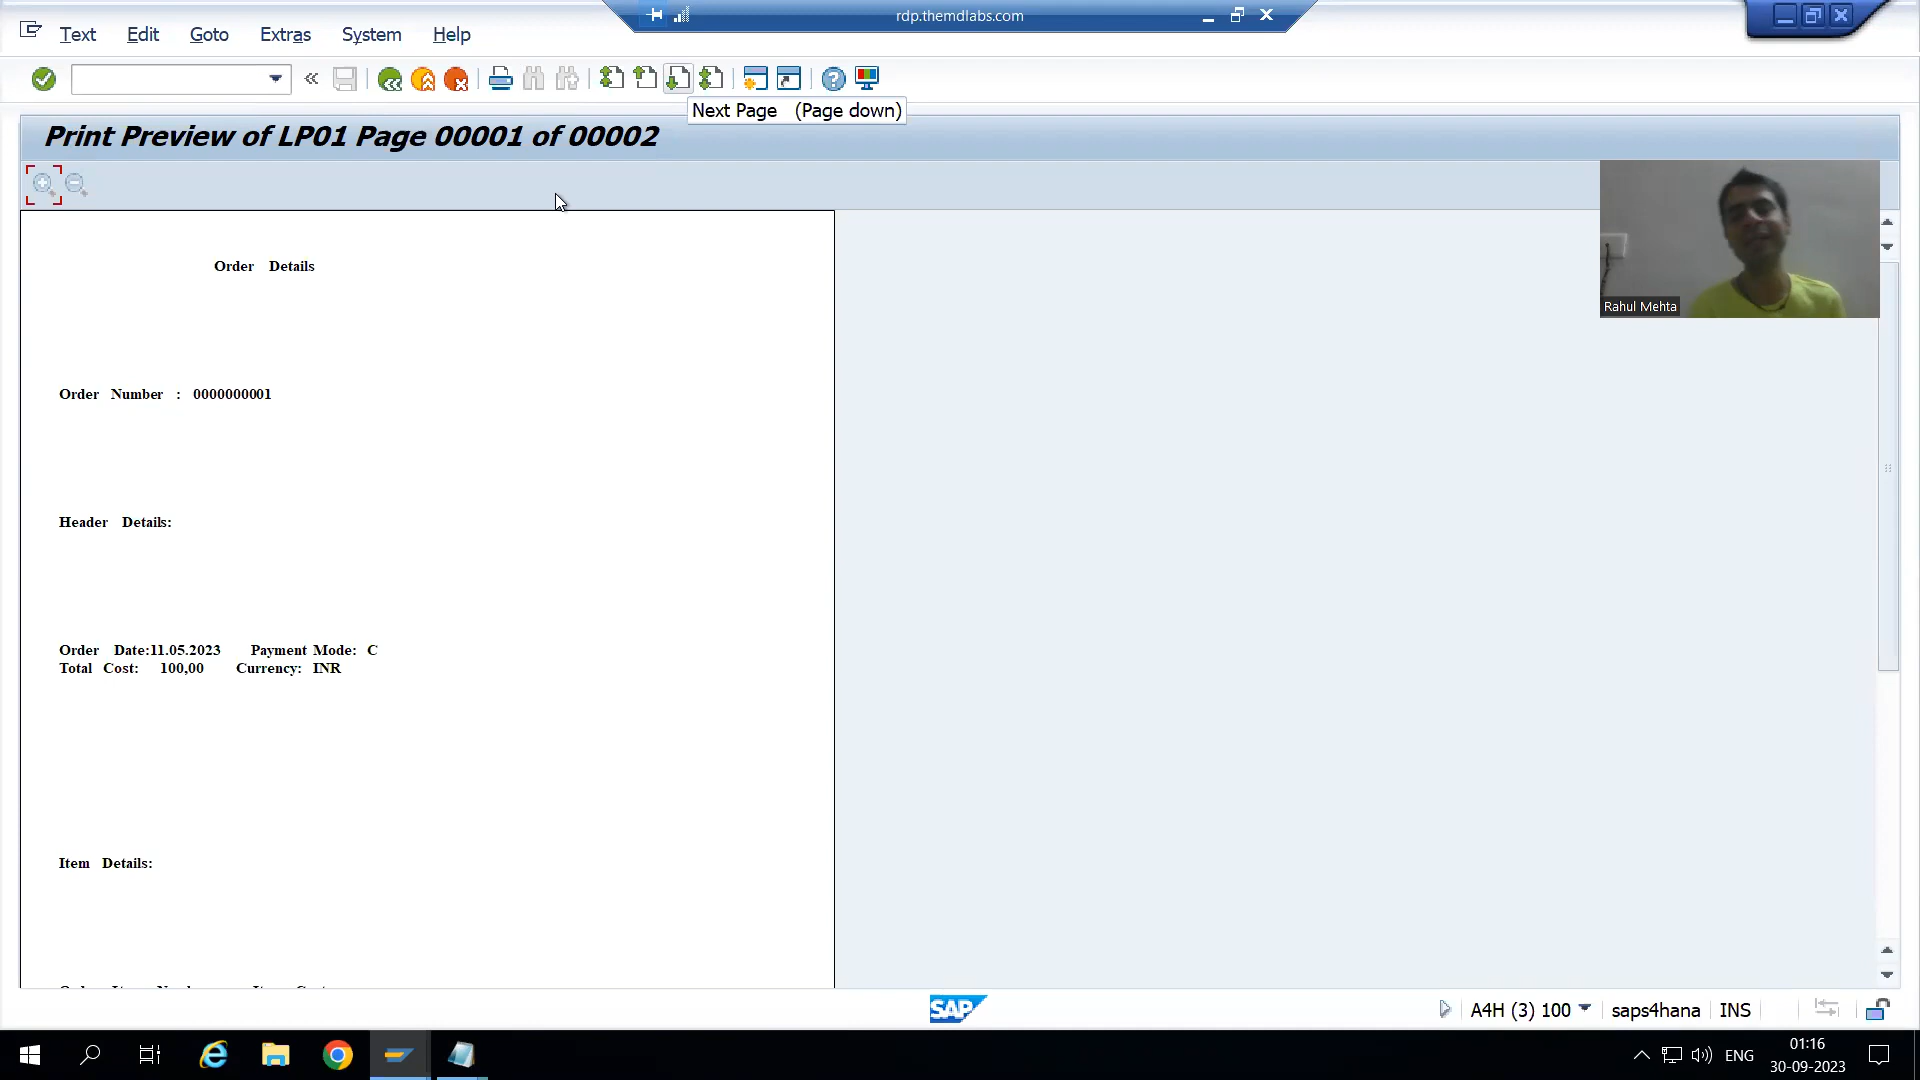 rdp.themdlabs.com
Text Edit Goto Extras System Help
Next Page (Page down)
Print Preview of LP01 Page 00001 of 00002
Rahul Mehta
Order Details
Order Number : 0000000001
Header Details:
Order Date:11.05.2023 Payment Mode: C
Total Cost: 100,00 Currency: INR
Item Details:
SAP
A4H (3) 100 saps4hana INS
ENG
01:16
30-09-2023